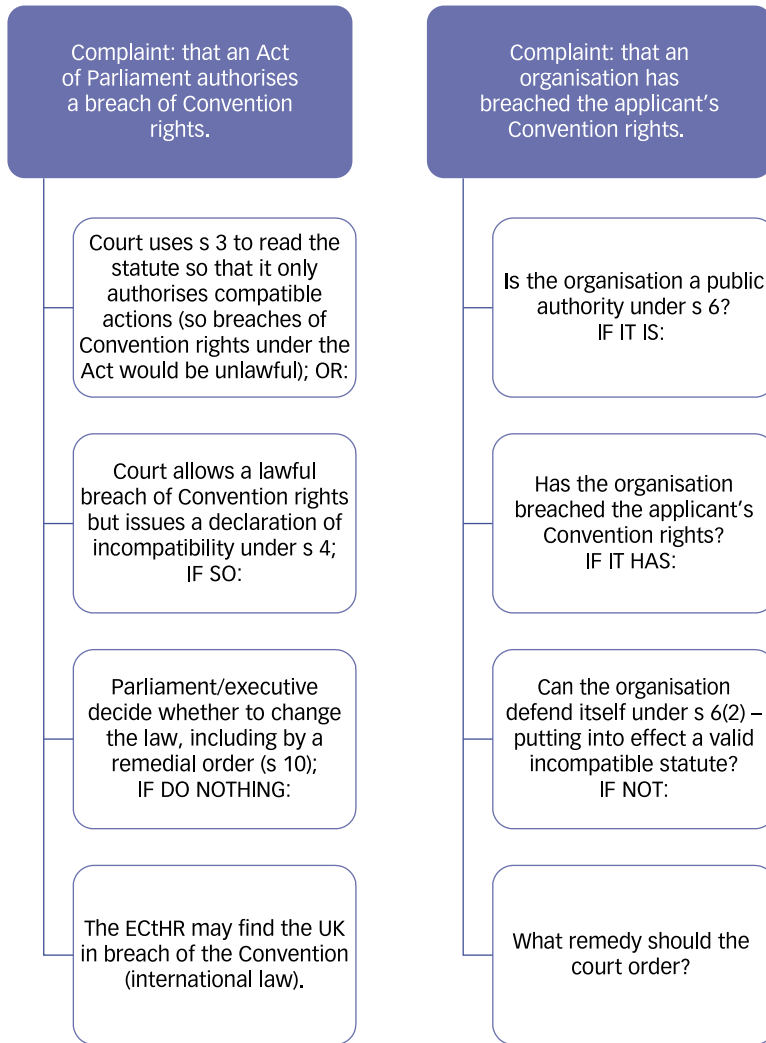 Complaint: that an Act
of Parliament authorises
a breach of Convention
rights.
Court uses s 3 to read the
statute so that it only
authorises compatible
actions (so breaches of
Convention rights under the
Act would be unlawful); OR:
Court allows a lawful
breach of Convention rights
but issues a declaration of
incompatibility under s 4;
IF SO:
Parliament/executive
decide whether to change
the law, including by a
remedial order (s 10);
IF DO NOTHING:
The ECtHR may find the UK
in breach of the Convention
(international law).
Complaint: that an
organisation has
breached the applicant’s
Convention rights.
Is the organisation a public
authority under s 6?
IF IT IS:
Has the organisation
breached the applicant’s
Convention rights?
IF IT HAS:
Can the organisation
defend itself under s 6(2) –
putting into effect a valid
incompatible statute?
IF NOT:
What remedy should the
court order?